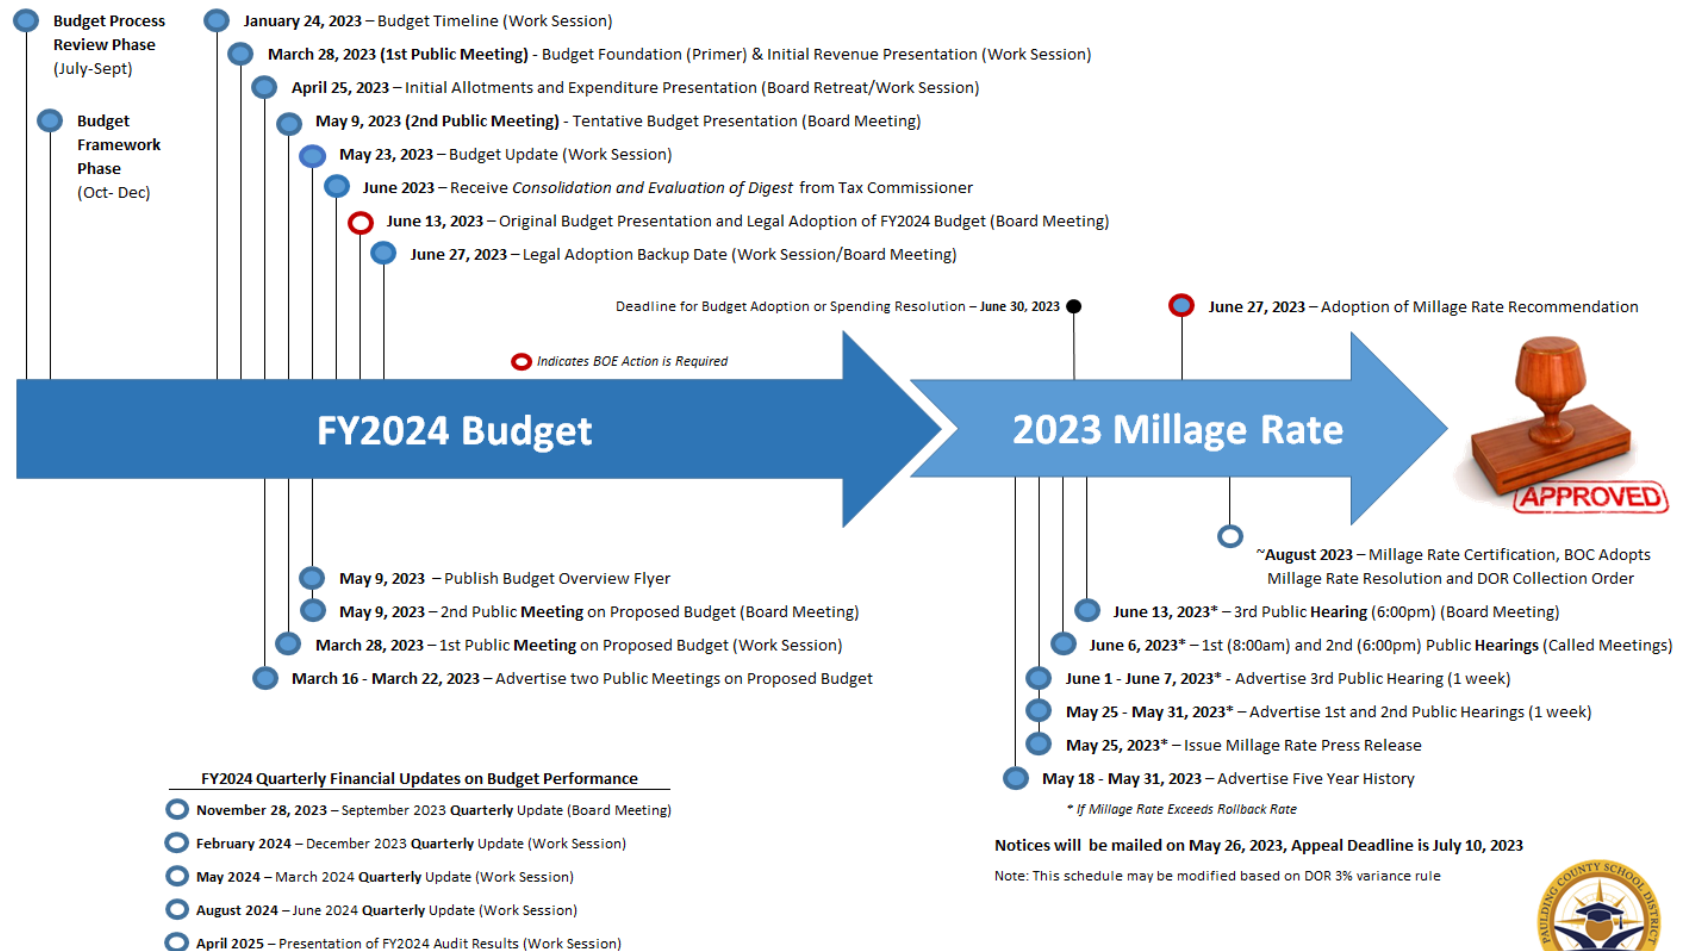 Budget Process
Review Phase
(July-Sept)
Budget
Framework
Phase
(Oct- Dec)
January 24, 2023 – Budget Timeline (Work Session)
March 28, 2023 (1st Public Meeting) - Budget Foundation (Primer) & Initial Revenue Presentation (Work Session)
April 25, 2023 – Initial Allotments and Expenditure Presentation (Board Retreat/Work Session)
May 9, 2023 (2nd Public Meeting) - Tentative Budget Presentation (Board Meeting)
May 23, 2023 – Budget Update (Work Session)
June 2023 – Receive Consolidation and Evaluation of Digest from Tax Commissioner
June 13, 2023 – Original Budget Presentation and Legal Adoption of FY2024 Budget (Board Meeting)
June 27, 2023 – Legal Adoption Backup Date (Work Session/Board Meeting)
Deadline for Budget Adoption or Spending Resolution – June 30, 2023
June 27, 2023 – Adoption of Millage Rate Recommendation
Indicates BOE Action is Required
FY2024 Budget
2023 Millage Rate
APPROVED
May 9, 2023 – Publish Budget Overview Flyer
May 9, 2023 – 2nd Public Meeting on Proposed Budget (Board Meeting)
March 28, 2023 – 1st Public Meeting on Proposed Budget (Work Session)
March 16 - March 22, 2023 – Advertise two Public Meetings on Proposed Budget
~August 2023 – Millage Rate Certification, BOC Adopts
Millage Rate Resolution and DOR Collection Order
June 13, 2023* – 3rd Public Hearing (6:00pm) (Board Meeting)
June 6, 2023* – 1st (8:00am) and 2nd (6:00pm) Public Hearings (Called Meetings)
June 1 - June 7, 2023* - Advertise 3rd Public Hearing (1 week)
May 25 - May 31, 2023* – Advertise 1st and 2nd Public Hearings (1 week)
May 25, 2023* – Issue Millage Rate Press Release
May 18 - May 31, 2023 – Advertise Five Year History
* If Millage Rate Exceeds Rollback Rate
Notices will be mailed on May 26, 2023, Appeal Deadline is July 10, 2023
Note: This schedule may be modified based on DOR 3% variance rule
FY2024 Quarterly Financial Updates on Budget Performance
November 28, 2023 – September 2023 Quarterly Update (Board Meeting)
February 2024 – December 2023 Quarterly Update (Work Session)
May 2024 – March 2024 Quarterly Update (Work Session)
August 2024 – June 2024 Quarterly Update (Work Session)
April 2025 – Presentation of FY2024 Audit Results (Work Session)
PAULDING COUNTY SCHOOL DISTRICT